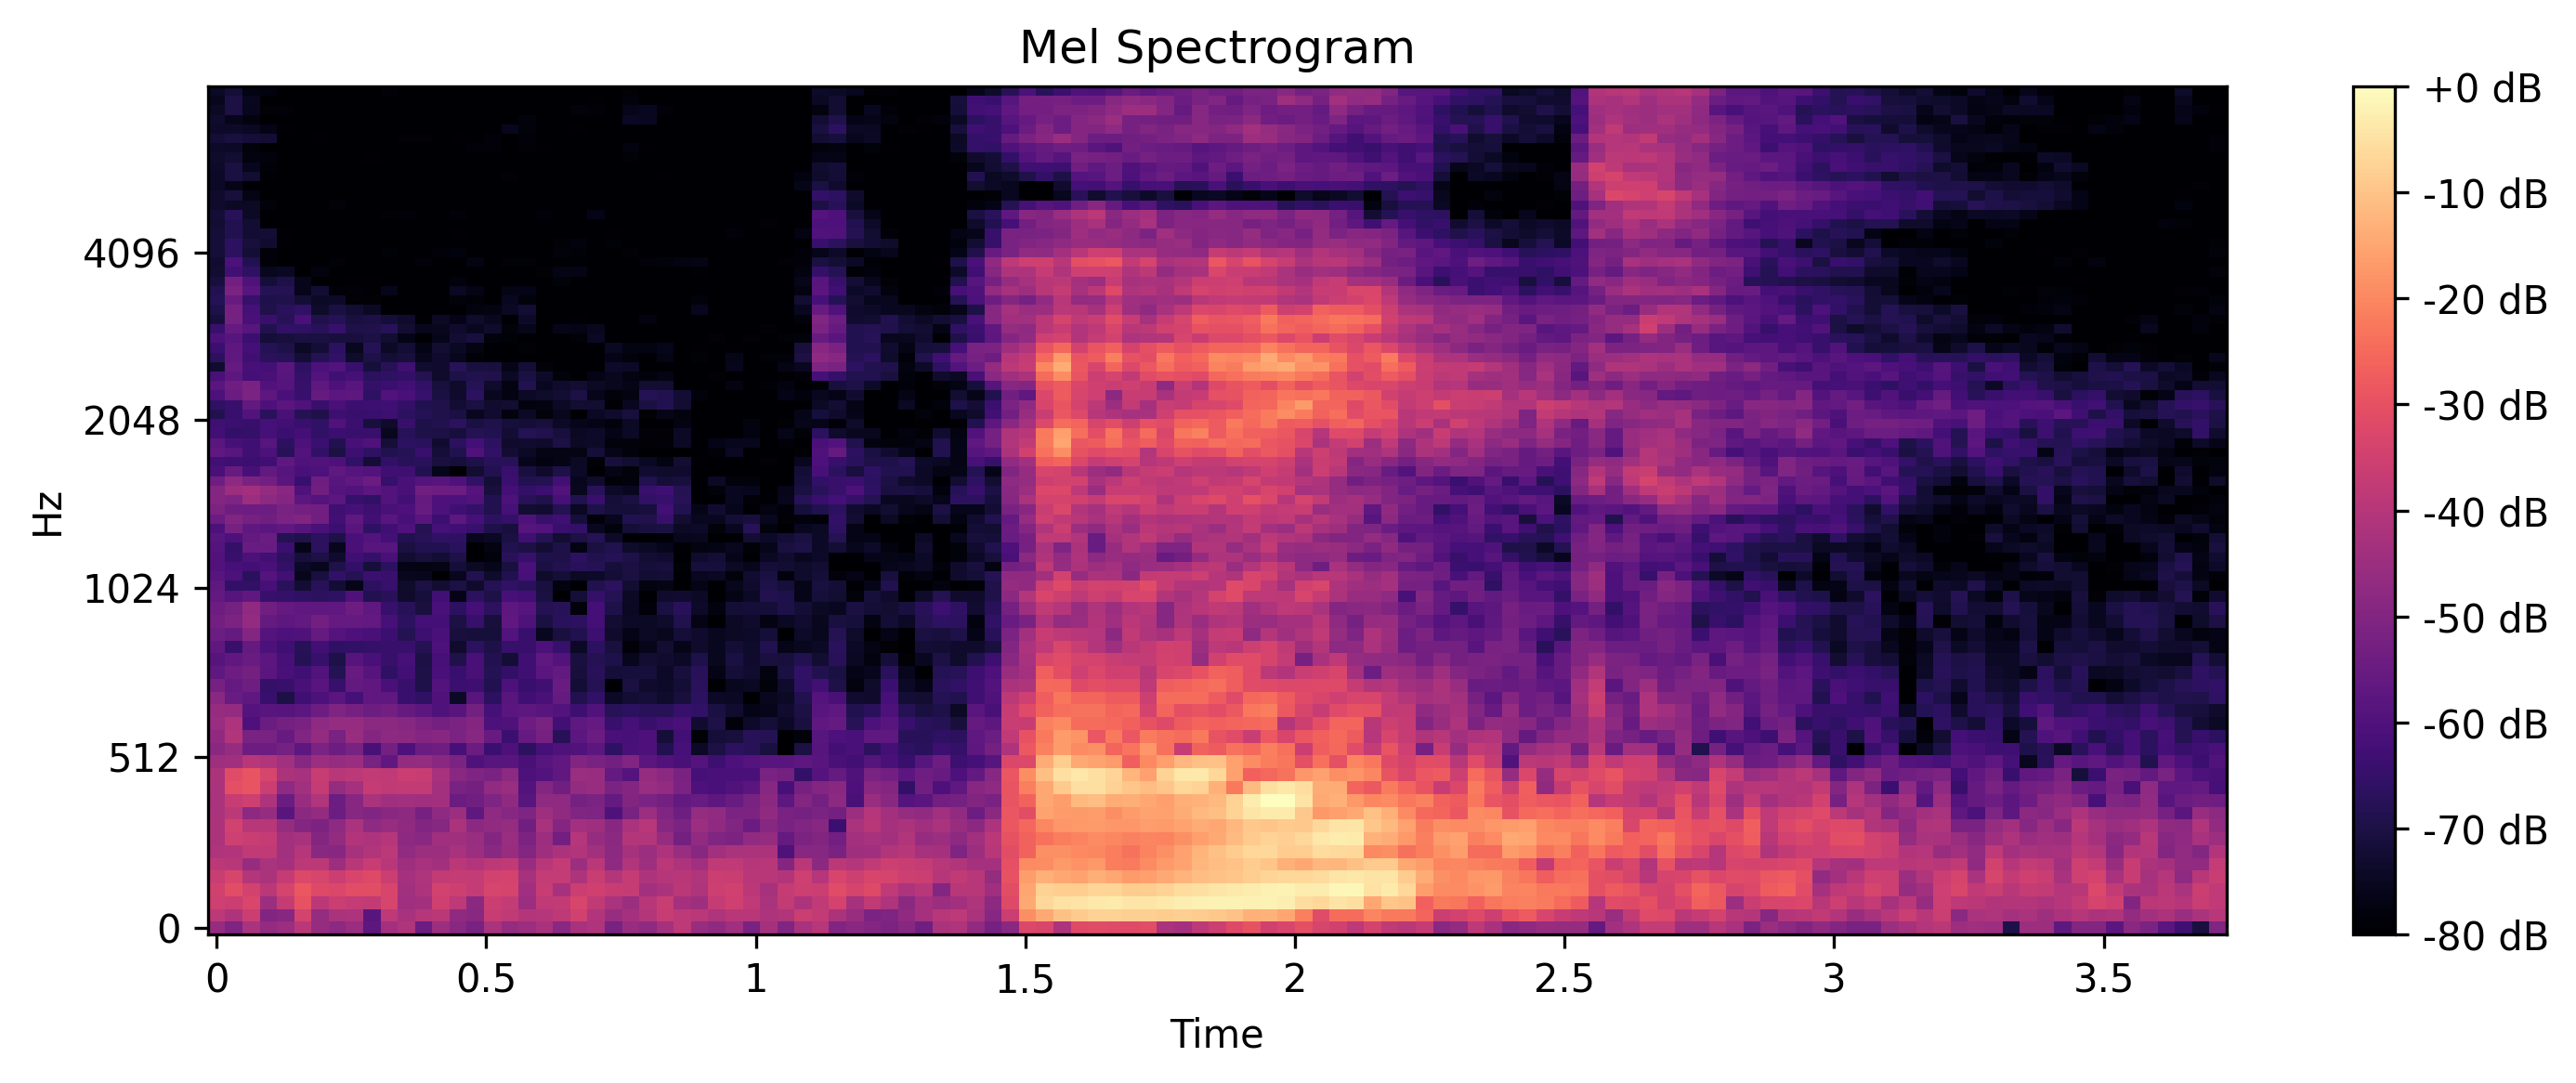 Mel Spectrogram
Hz
4096
2048
1024
512
0
0 0.5 1 1.5 2 2.5 3 3.5
Time
+0 dB
-10 dB
-20 dB
-30 dB
-40 dB
-50 dB
-60 dB
-70 dB
-80 dB